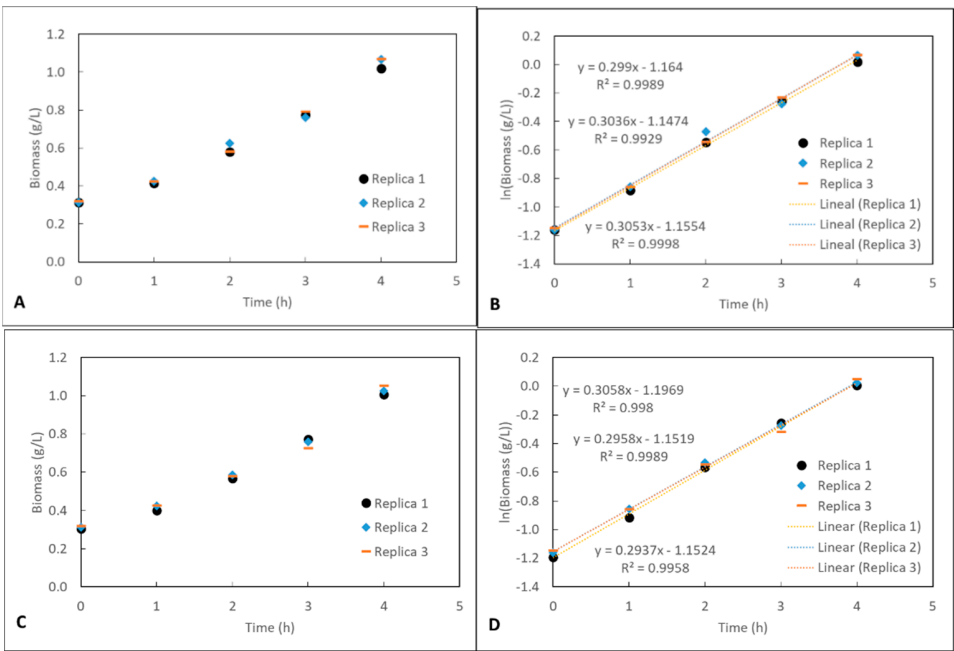 1.2
1.0
0.8
0.6
0.4
0.2
0.0
Biomass (g/L)
0 1 2 3 4 5
Time (h)
Replica 1
Replica 2
Replica 3
A
0.2
0.0
-0.2
-0.4
-0.6
-0.8
-1.0
-1.2
-1.4
ln(Biomass (g/L))
y = 0.299x - 1.164
R² = 0.9989
y = 0.3036x - 1.1474
R² = 0.9929
y = 0.3053x - 1.1554
R² = 0.9998
Replica 1
Replica 2
Replica 3
Lineal (Replica 1)
Lineal (Replica 2)
Lineal (Replica 3)
0 1 2 3 4 5
Time (h)
B
1.2
1.0
0.8
0.6
0.4
0.2
0.0
Biomass (g/L)
0 1 2 3 4 5
Time (h)
Replica 1
Replica 2
Replica 3
C
0.2
0.0
-0.2
-0.4
-0.6
-0.8
-1.0
-1.2
-1.4
ln(Biomass (g/L))
y = 0.3058x - 1.1969
R² = 0.998
y = 0.2958x - 1.1519
R² = 0.9989
y = 0.2937x - 1.1524
R² = 0.9958
Replica 1
Replica 2
Replica 3
Linear (Replica 1)
Linear (Replica 2)
Linear (Replica 3)
0 1 2 3 4 5
Time (h)
D